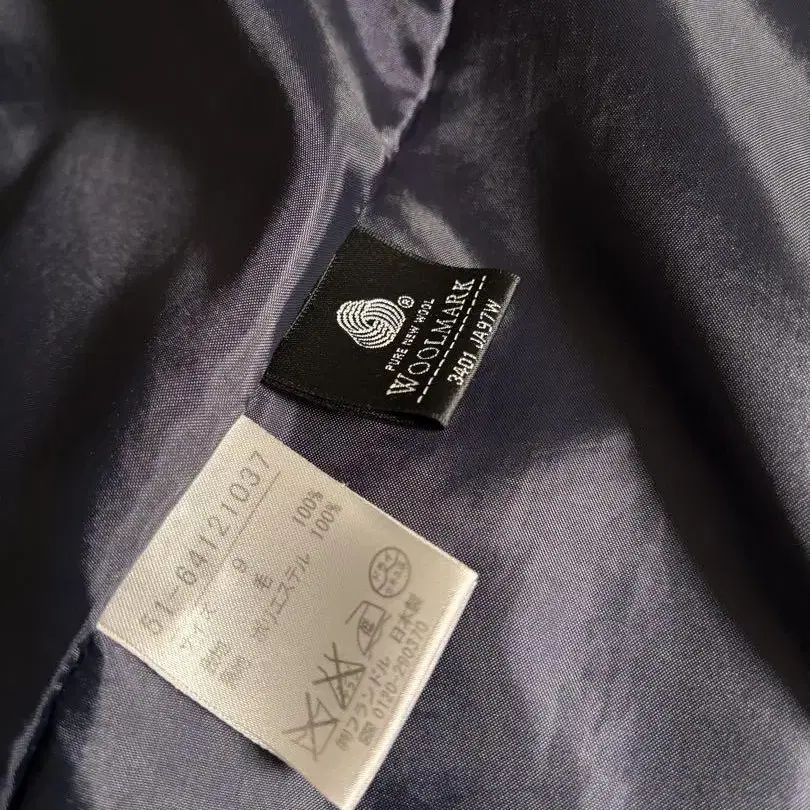 ®
PURE NEW WOOL
WOOLMARK
3401 JA97W
61-64121037
サイズ 9
表地 毛 100%
裏地 ポリエステル 100%
日本製
㈱フランドル
0120-290370